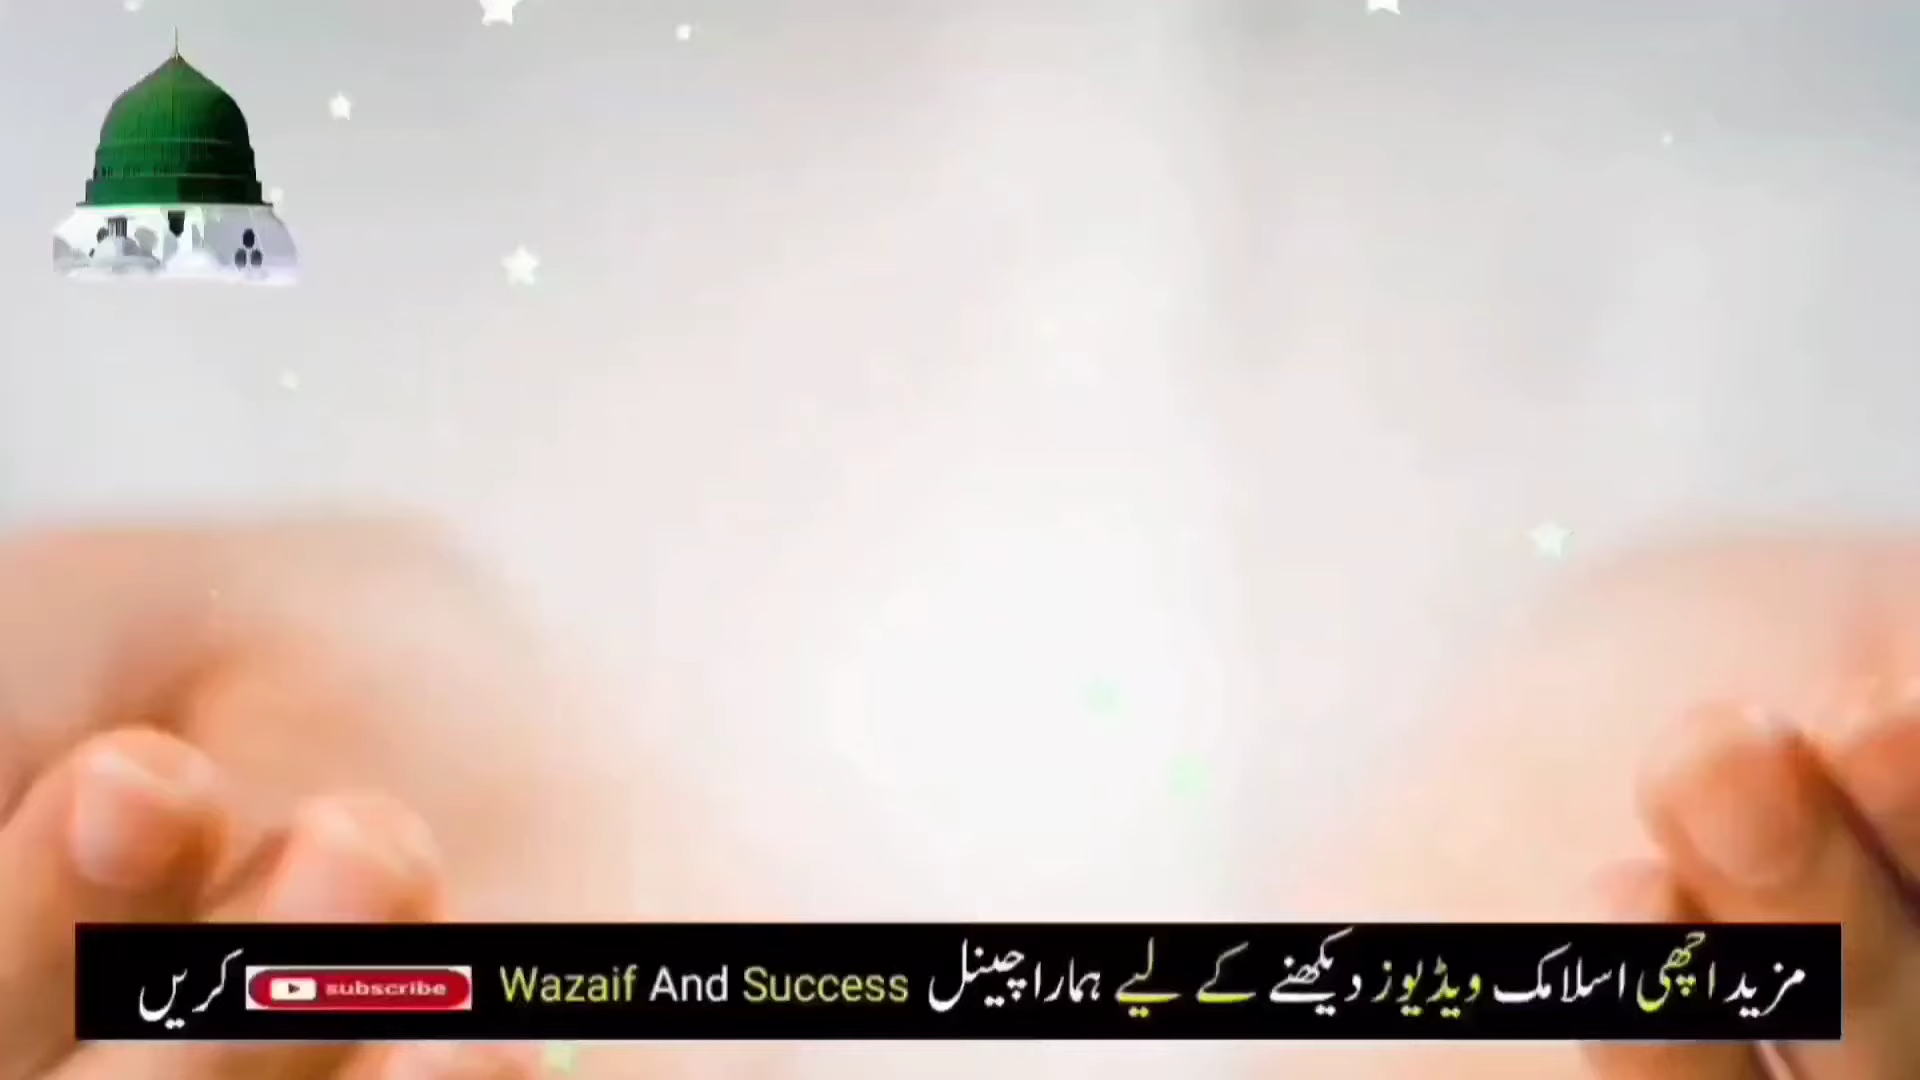 مزید اچھی اسلامک ویڈیوز دیکھنے کے لیے ہمارا چینل Wazaif And Success subscribe کریں